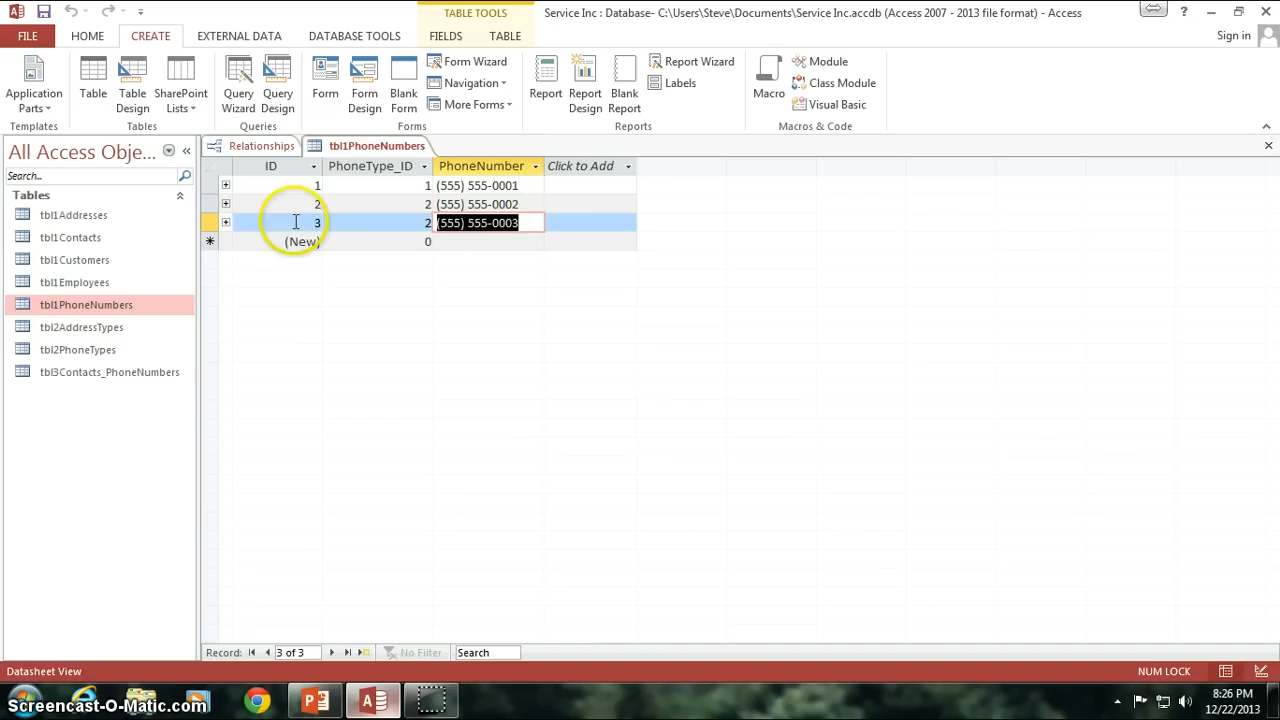 TABLE TOOLS
Service Inc : Database- C:\Users\Steve\Documents\Service Inc.accdb (Access 2007 - 2013 file format) - Access
FILE HOME CREATE EXTERNAL DATA DATABASE TOOLS FIELDS TABLE Sign in
Application Parts
Table
Table Design
SharePoint Lists
Query Wizard
Query Design
Form
Form Design
Blank Form
Form Wizard
Navigation
More Forms
Report
Report Design
Blank Report
Report Wizard
Labels
Macro
Module
Class Module
Visual Basic
Templates Tables Queries Forms Reports Macros & Code
All Access Obje...
Search...
Tables
tbl1Addresses
tbl1Contacts
tbl1Customers
tbl1Employees
tbl1PhoneNumbers
tbl2AddressTypes
tbl2PhoneTypes
tbl3Contacts_PhoneNumbers
Relationships tbl1PhoneNumbers
ID PhoneType_ID PhoneNumber Click to Add
1 1 (555) 555-0001
2 2 (555) 555-0002
3 2 (555) 555-0003
(New) 0
Record: 3 of 3 No Filter Search
Datasheet View NUM LOCK
Screencast-O-Matic.com
8:26 PM
12/22/2013